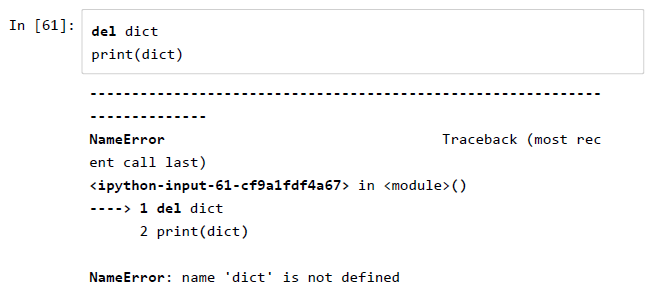 In [61]:
del dict
print(dict)
---------------------------------------------------------------
--------------
NameError Traceback (most rec
ent call last)
<ipython-input-61-cf9a1fdf4a67> in <module>()
----> 1 del dict
2 print(dict)
NameError: name 'dict' is not defined